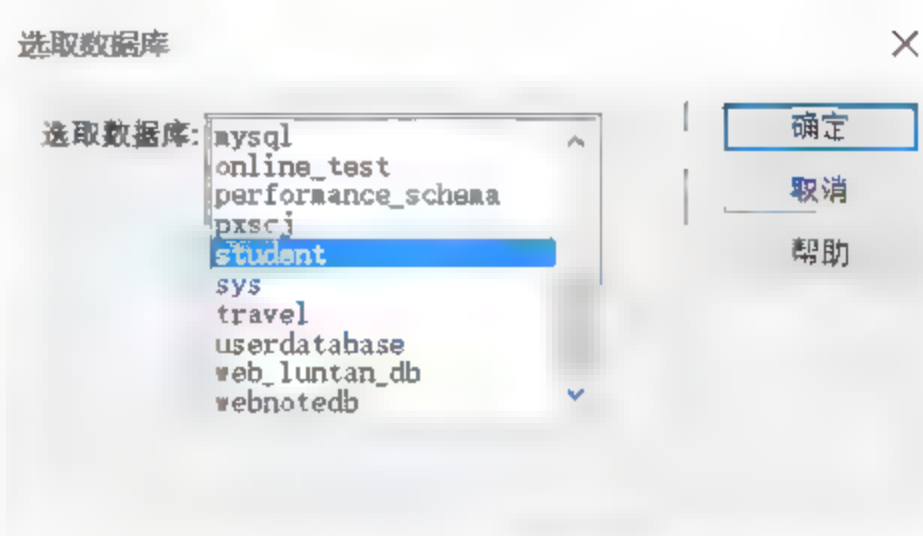 选取数据库
选取数据库:
mysql
online_test
performance_schema
pxscj
student
sys
travel
userdatabase
web_luntan_db
webnotedb
确定
取消
帮助